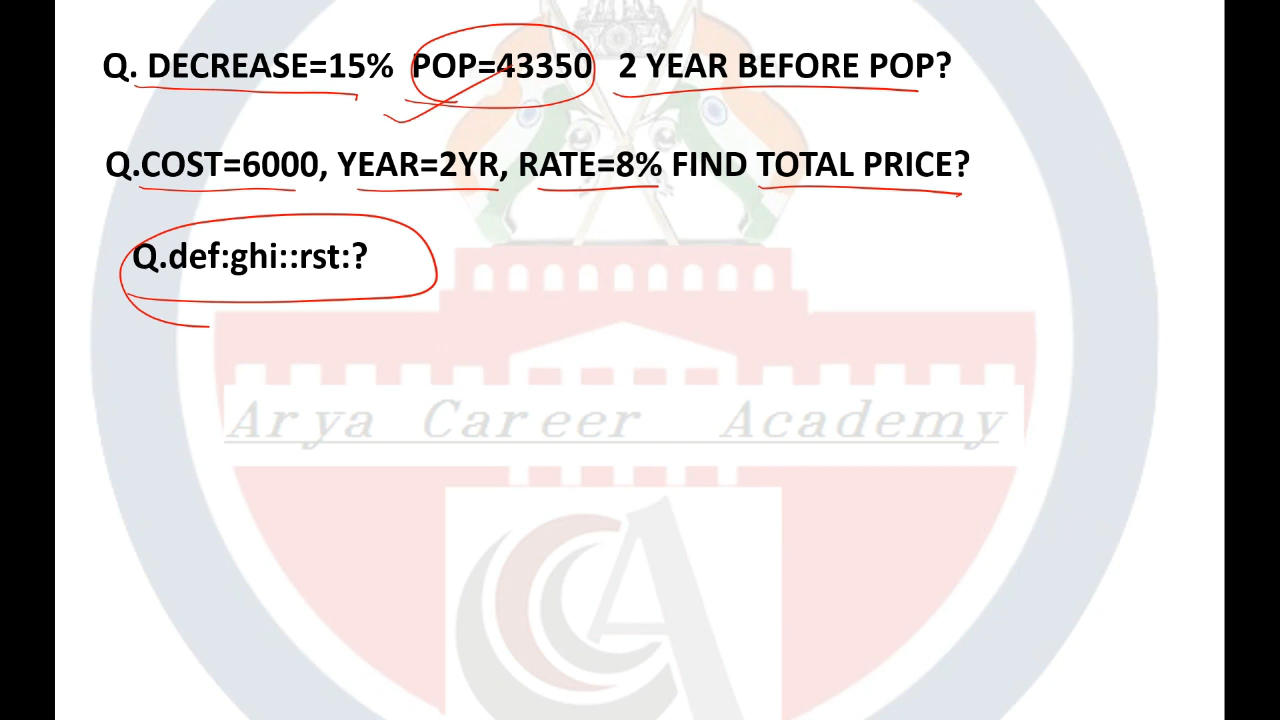 Q. DECREASE=15% POP=43350 2 YEAR BEFORE POP?
Q.COST=6000, YEAR=2YR, RATE=8% FIND TOTAL PRICE?
Q.def:ghi::rst:?
Arya Career Academy